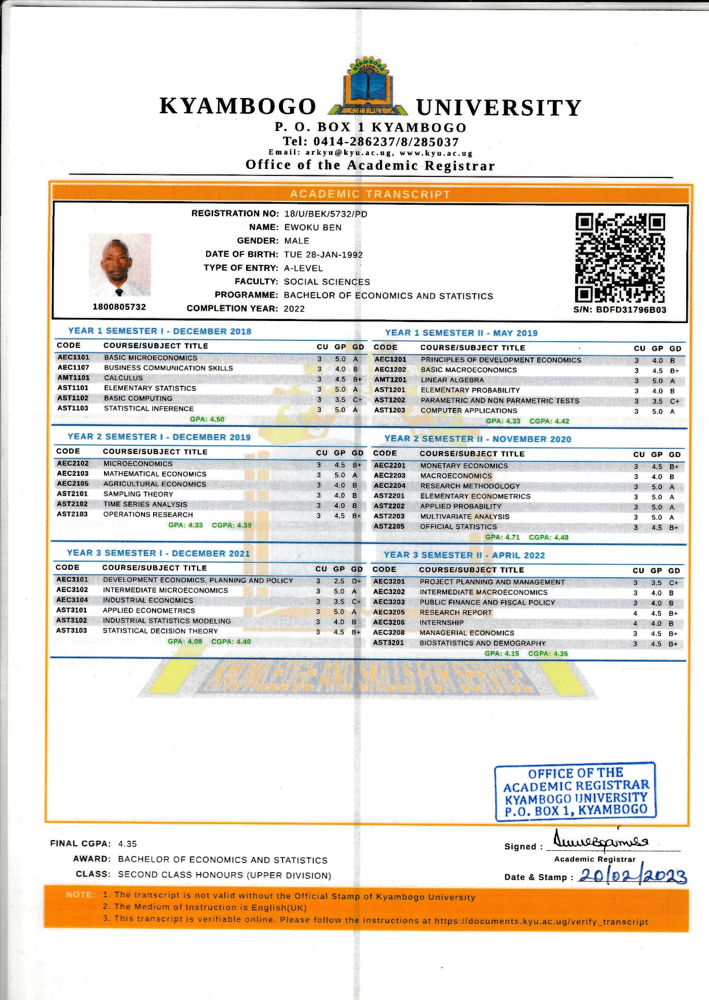 KYAMBOGO UNIVERSITY
KYAMBOGO
UNIVERSITY
KNOWLEDGE AND SKILLS FOR SERVICE
P. O. BOX 1 KYAMBOGO
Tel: 0414-286237/8/285037
Email: arkyu@kyu.ac.ug, www.kyu.ac.ug
Office of the Academic Registrar
ACADEMIC TRANSCRIPT
REGISTRATION NO: 18/U/BEK/5732/PD
NAME: EWOKU BEN
GENDER: MALE
DATE OF BIRTH: TUE 28-JAN-1992
TYPE OF ENTRY: A-LEVEL
FACULTY: SOCIAL SCIENCES
PROGRAMME: BACHELOR OF ECONOMICS AND STATISTICS
COMPLETION YEAR: 2022
1800805732
S/N: BDFD31796B03
YEAR 1 SEMESTER I - DECEMBER 2018
CODE COURSE/SUBJECT TITLE CU GP GD
AEC1101 BASIC MICROECONOMICS 3 5.0 A
AEC1107 BUSINESS COMMUNICATION SKILLS 3 4.0 B
AMT1101 CALCULUS 3 4.5 B+
AST1101 ELEMENTARY STATISTICS 3 5.0 A
AST1102 BASIC COMPUTING 3 3.5 C+
AST1103 STATISTICAL INFERENCE 3 5.0 A
GPA: 4.50
YEAR 1 SEMESTER II - MAY 2019
CODE COURSE/SUBJECT TITLE CU GP GD
AEC1201 PRINCIPLES OF DEVELOPMENT ECONOMICS 3 4.0 B
AEC1202 BASIC MACROECONOMICS 3 4.5 B+
AMT1201 LINEAR ALGEBRA 3 5.0 A
AST1201 ELEMENTARY PROBABILITY 3 4.0 B
AST1202 PARAMETRIC AND NON PARAMETRIC TESTS 3 3.5 C+
AST1203 COMPUTER APPLICATIONS 3 5.0 A
GPA: 4.33 CGPA: 4.42
YEAR 2 SEMESTER I - DECEMBER 2019
CODE COURSE/SUBJECT TITLE CU GP GD
AEC2102 MICROECONOMICS 3 4.5 B+
AEC2103 MATHEMATICAL ECONOMICS 3 5.0 A
AEC2105 AGRICULTURAL ECONOMICS 3 4.0 B
AST2101 SAMPLING THEORY 3 4.0 B
AST2102 TIME SERIES ANALYSIS 3 4.0 B
AST2103 OPERATIONS RESEARCH 3 4.5 B+
GPA: 4.33 CGPA: 4.39
YEAR 2 SEMESTER II - NOVEMBER 2020
CODE COURSE/SUBJECT TITLE CU GP GD
AEC2201 MONETARY ECONOMICS 3 4.5 B+
AEC2203 MACROECONOMICS 3 4.0 B
AEC2204 RESEARCH METHODOLOGY 3 5.0 A
AST2201 ELEMENTARY ECONOMETRICS 3 5.0 A
AST2202 APPLIED PROBABILITY 3 5.0 A
AST2203 MULTIVARIATE ANALYSIS 3 5.0 A
AST2205 OFFICIAL STATISTICS 3 4.5 B+
GPA: 4.71 CGPA: 4.48
YEAR 3 SEMESTER I - DECEMBER 2021
CODE COURSE/SUBJECT TITLE CU GP GD
AEC3101 DEVELOPMENT ECONOMICS, PLANNING AND POLICY 3 2.5 D+
AEC3102 INTERMEDIATE MICROECONOMICS 3 5.0 A
AEC3104 INDUSTRIAL ECONOMICS 3 3.5 C+
AST3101 APPLIED ECONOMETRICS 3 5.0 A
AST3102 INDUSTRIAL STATISTICS MODELING 3 4.0 B
AST3103 STATISTICAL DECISION THEORY 3 4.5 B+
GPA: 4.08 CGPA: 4.40
YEAR 3 SEMESTER II - APRIL 2022
CODE COURSE/SUBJECT TITLE CU GP GD
AEC3201 PROJECT PLANNING AND MANAGEMENT 3 3.5 C+
AEC3202 INTERMEDIATE MACROECONOMICS 3 4.0 B
AEC3203 PUBLIC FINANCE AND FISCAL POLICY 3 4.0 B
AEC3205 RESEARCH REPORT 4 4.5 B+
AEC3206 INTERNSHIP 4 4.0 B
AEC3208 MANAGERIAL ECONOMICS 3 4.5 B+
AST3201 BIOSTATISTICS AND DEMOGRAPHY 3 4.5 B+
GPA: 4.15 CGPA: 4.35
KNOWLEDGE AND SKILLS FOR SERVICE
OFFICE OF THE
ACADEMIC REGISTRAR
KYAMBOGO UNIVERSITY
P.O. BOX 1, KYAMBOGO
FINAL CGPA: 4.35
AWARD: BACHELOR OF ECONOMICS AND STATISTICS
CLASS: SECOND CLASS HONOURS (UPPER DIVISION)
Signed :
Academic Registrar
Date & Stamp : 20/02/2023
NOTE: 1. The transcript is not valid without the Official Stamp of Kyambogo University
2. The Medium of Instruction is English(UK)
3. This transcript is verifiable online. Please follow the instructions at https://documents.kyu.ac.ug/verify_transcript